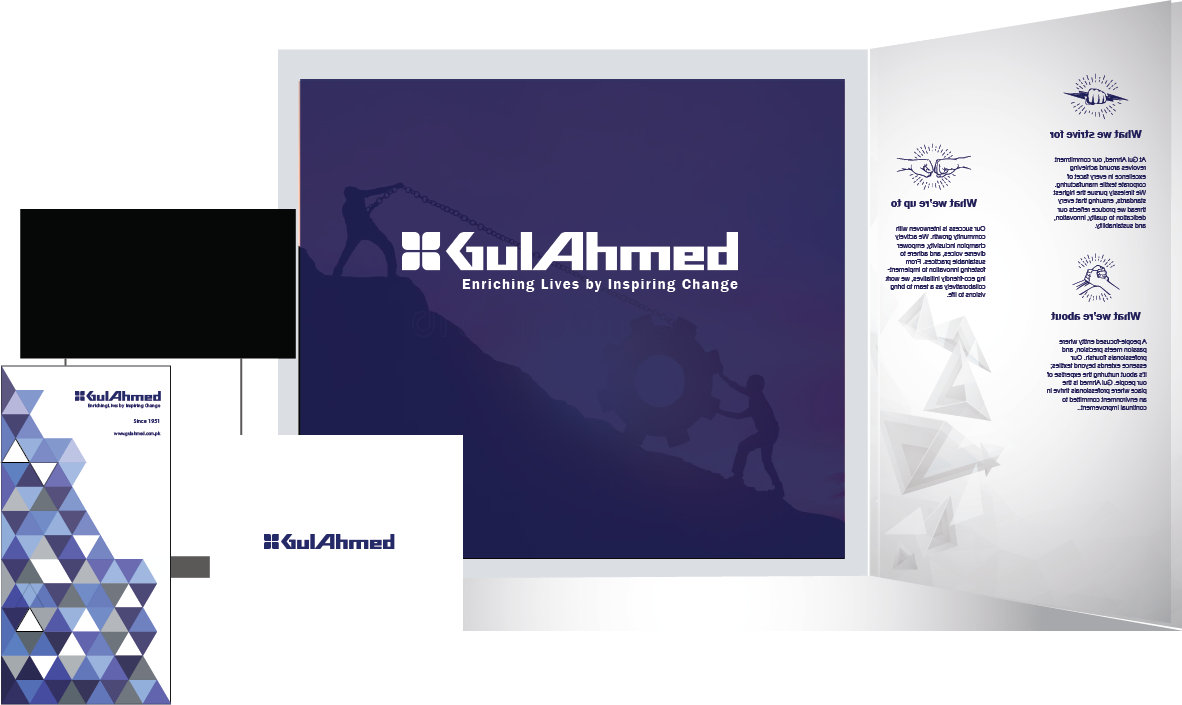 GulAhmed
Enriching Lives by Inspiring Change
What we strive for
At Gul Ahmed, our commitment
revolves around achieving
excellence in every facet of
corporate textile manufacturing.
We tirelessly pursue the highest
standards, ensuring that every
thread we produce reflects our
dedication to quality, innovation,
and sustainability.
What we're up to
Our success is interwoven with
community growth. We actively
champion inclusivity, empower
diverse voices, and adhere to
sustainable practices. From
fostering innovation to implement-
ing eco-friendly initiatives, we work
collaboratively as a team to bring
visions to life.
What we're about
A people-focused entity where
passion meets precision, and
professionals flourish. Our
essence extends beyond textiles;
it's about nurturing the expertise of
our people. Gul Ahmed is the
place where professionals thrive in
an environment committed to
continual improvement..
GulAhmed
Enriching Lives by Inspiring Change
Since 1951
www.gulahmed.com.pk
GulAhmed